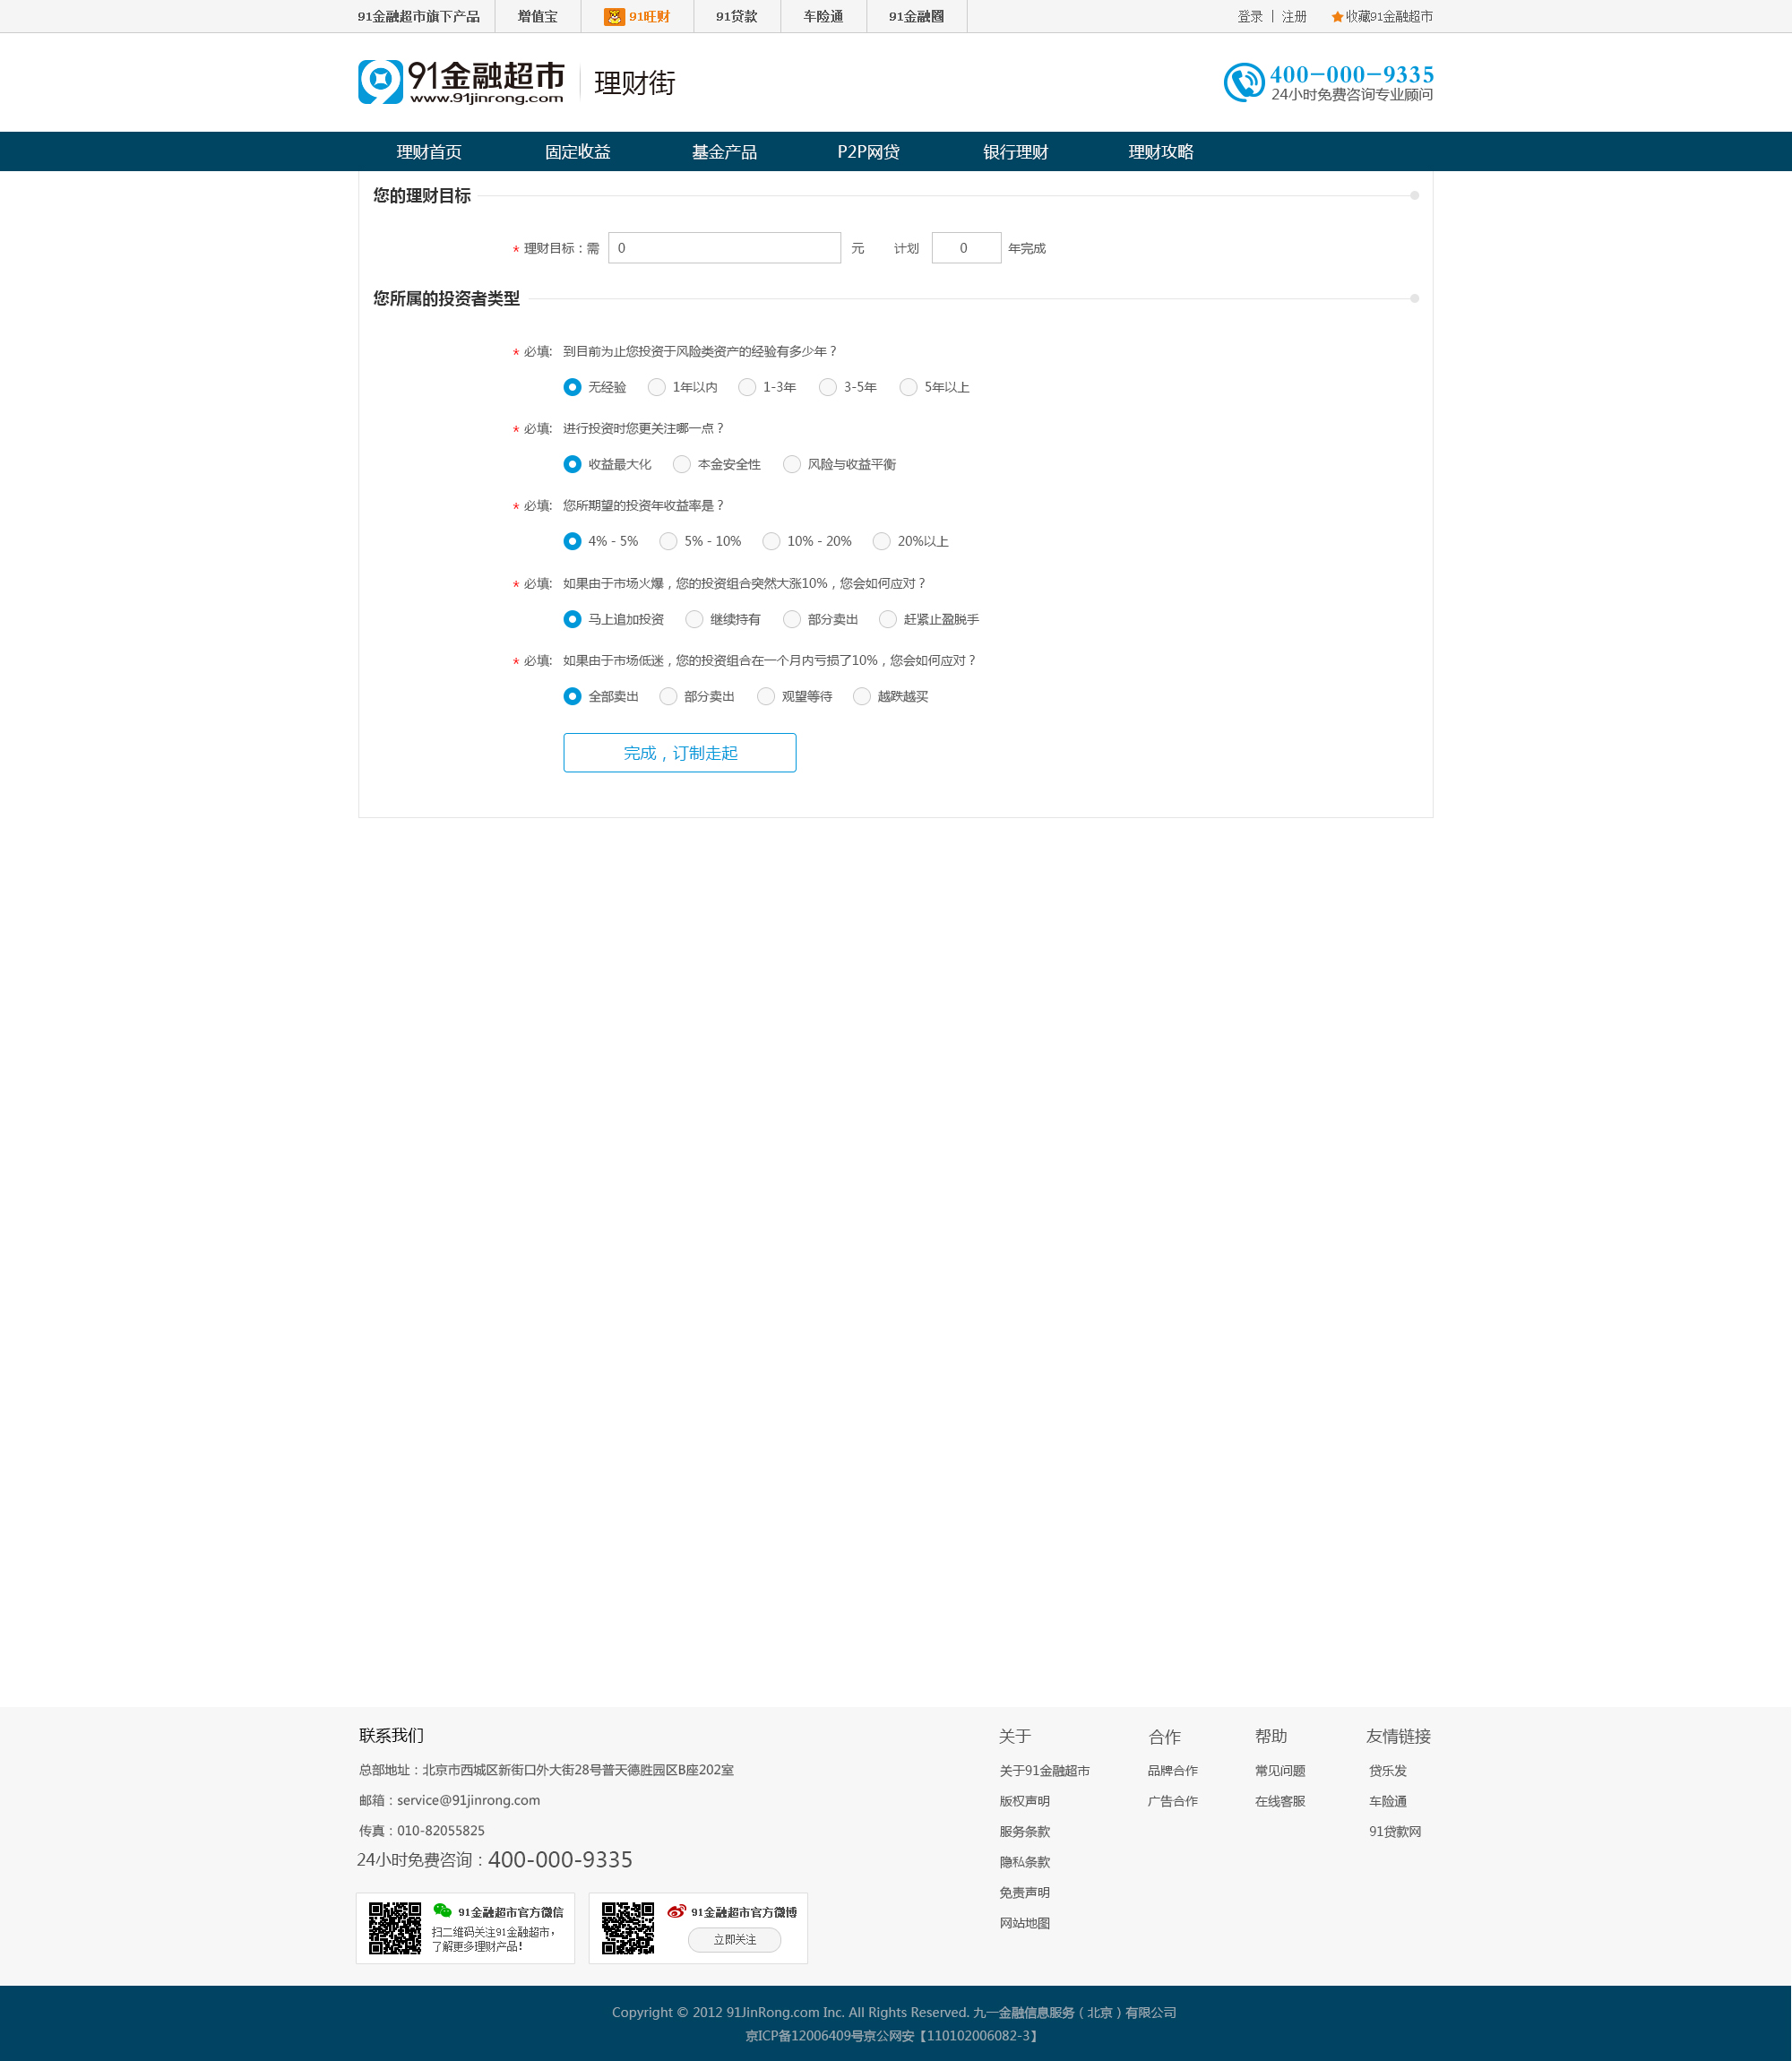 91金融超市旗下产品 增值宝 91旺财 91贷款 车险通 91金融圈 登录 | 注册 收藏91金融超市
91金融超市 理财街 400-000-9335
www.91jinrong.com 24小时免费咨询专业顾问
理财首页 固定收益 基金产品 P2P网贷 银行理财 理财攻略
您的理财目标
* 理财目标：需 0 元 计划 0 年完成
您所属的投资者类型
* 必填: 到目前为止您投资于风险类资产的经验有多少年？
无经验 1年以内 1-3年 3-5年 5年以上
* 必填: 进行投资时您更关注哪一点？
收益最大化 本金安全性 风险与收益平衡
* 必填: 您所期望的投资年收益率是？
4% - 5% 5% - 10% 10% - 20% 20%以上
* 必填: 如果由于市场火爆，您的投资组合突然大涨10%，您会如何应对？
马上追加投资 继续持有 部分卖出 赶紧止盈脱手
* 必填: 如果由于市场低迷，您的投资组合在一个月内亏损了10%，您会如何应对？
全部卖出 部分卖出 观望等待 越跌越买
完成，订制走起
联系我们
总部地址：北京市西城区新街口外大街28号普天德胜园区B座202室
邮箱：service@91jinrong.com
传真：010-82055825
24小时免费咨询：400-000-9335
91金融超市官方微信
扫二维码关注91金融超市，
了解更多理财产品！
91金融超市官方微博
立即关注
关于
关于91金融超市
版权声明
服务条款
隐私条款
免责声明
网站地图
合作
品牌合作
广告合作
帮助
常见问题
在线客服
友情链接
贷乐发
车险通
91贷款网
Copyright © 2012 91JinRong.com Inc. All Rights Reserved. 九一金融信息服务（北京）有限公司
京ICP备12006409号京公网安【110102006082-3】